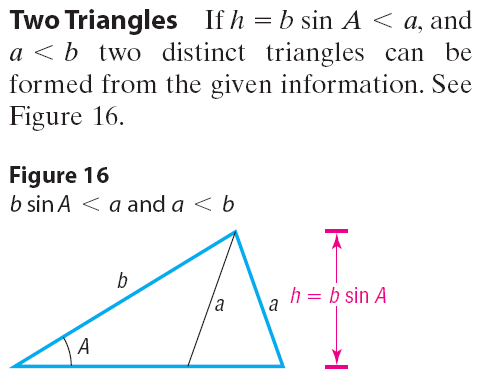 Two Triangles If h = b sin A < a, and
a < b two distinct triangles can be
formed from the given information. See
Figure 16.
Figure 16
b sin A < a and a < b
b
a
a
h = b sin A
A